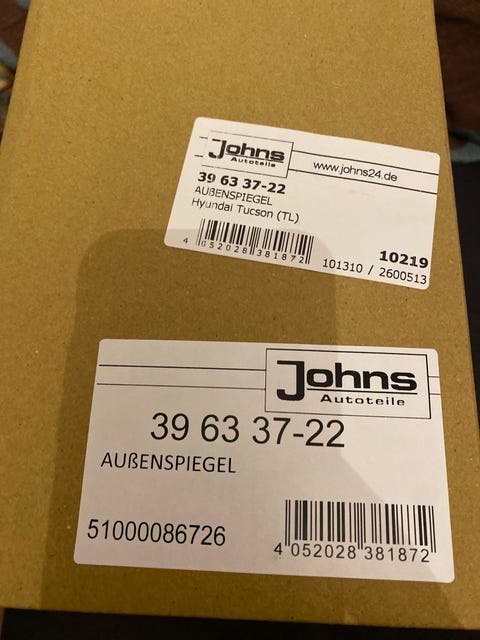 Johns
Autoteile
www.johns24.de
39 63 37-22
AUßENSPIEGEL
Hyundai Tucson (TL)
4 052028 381872
10219
101310 / 2600513
Johns
Autoteile
39 63 37-22
AUßENSPIEGEL
51000086726
4 052028 381872